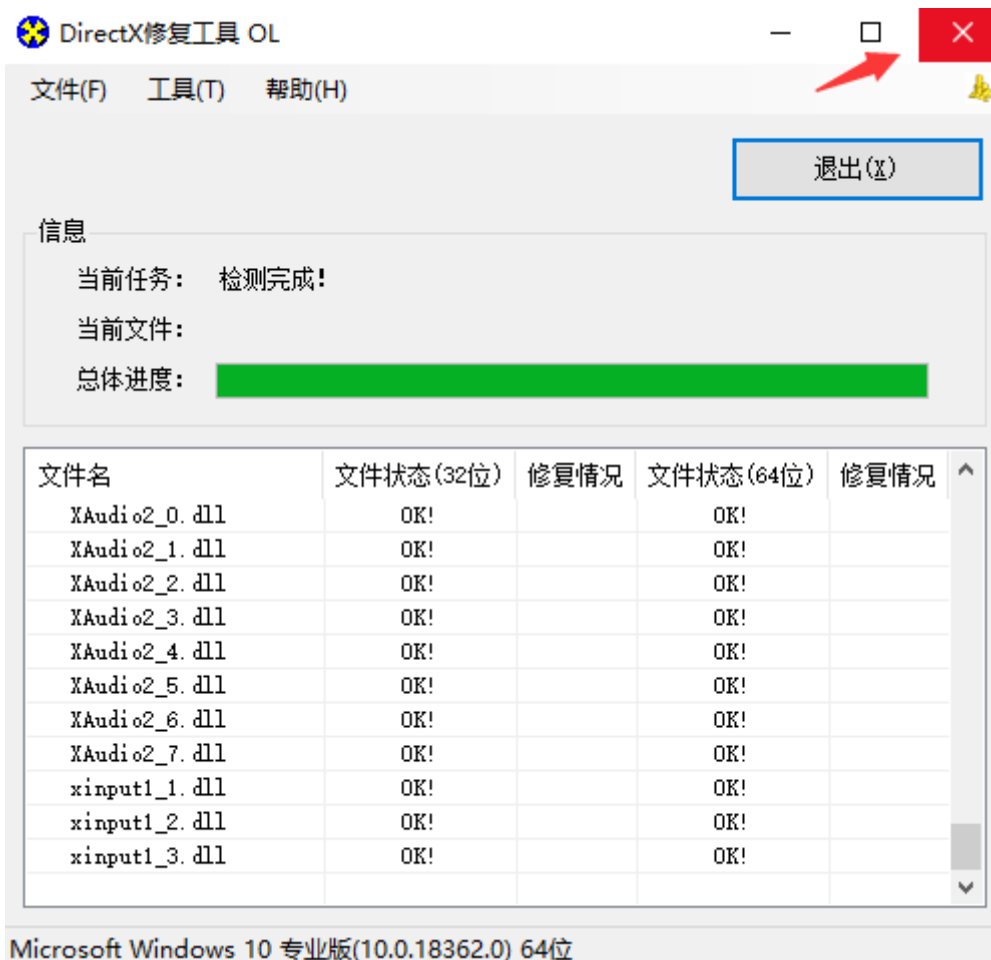 DirectX修复工具 OL
文件(F) 工具(T) 帮助(H)
退出(X)
信息
当前任务： 检测完成！
当前文件：
总体进度：
文件名 文件状态(32位) 修复情况 文件状态(64位) 修复情况
XAudio2_0.dll OK! OK!
XAudio2_1.dll OK! OK!
XAudio2_2.dll OK! OK!
XAudio2_3.dll OK! OK!
XAudio2_4.dll OK! OK!
XAudio2_5.dll OK! OK!
XAudio2_6.dll OK! OK!
XAudio2_7.dll OK! OK!
xinput1_1.dll OK! OK!
xinput1_2.dll OK! OK!
xinput1_3.dll OK! OK!
Microsoft Windows 10 专业版(10.0.18362.0) 64位